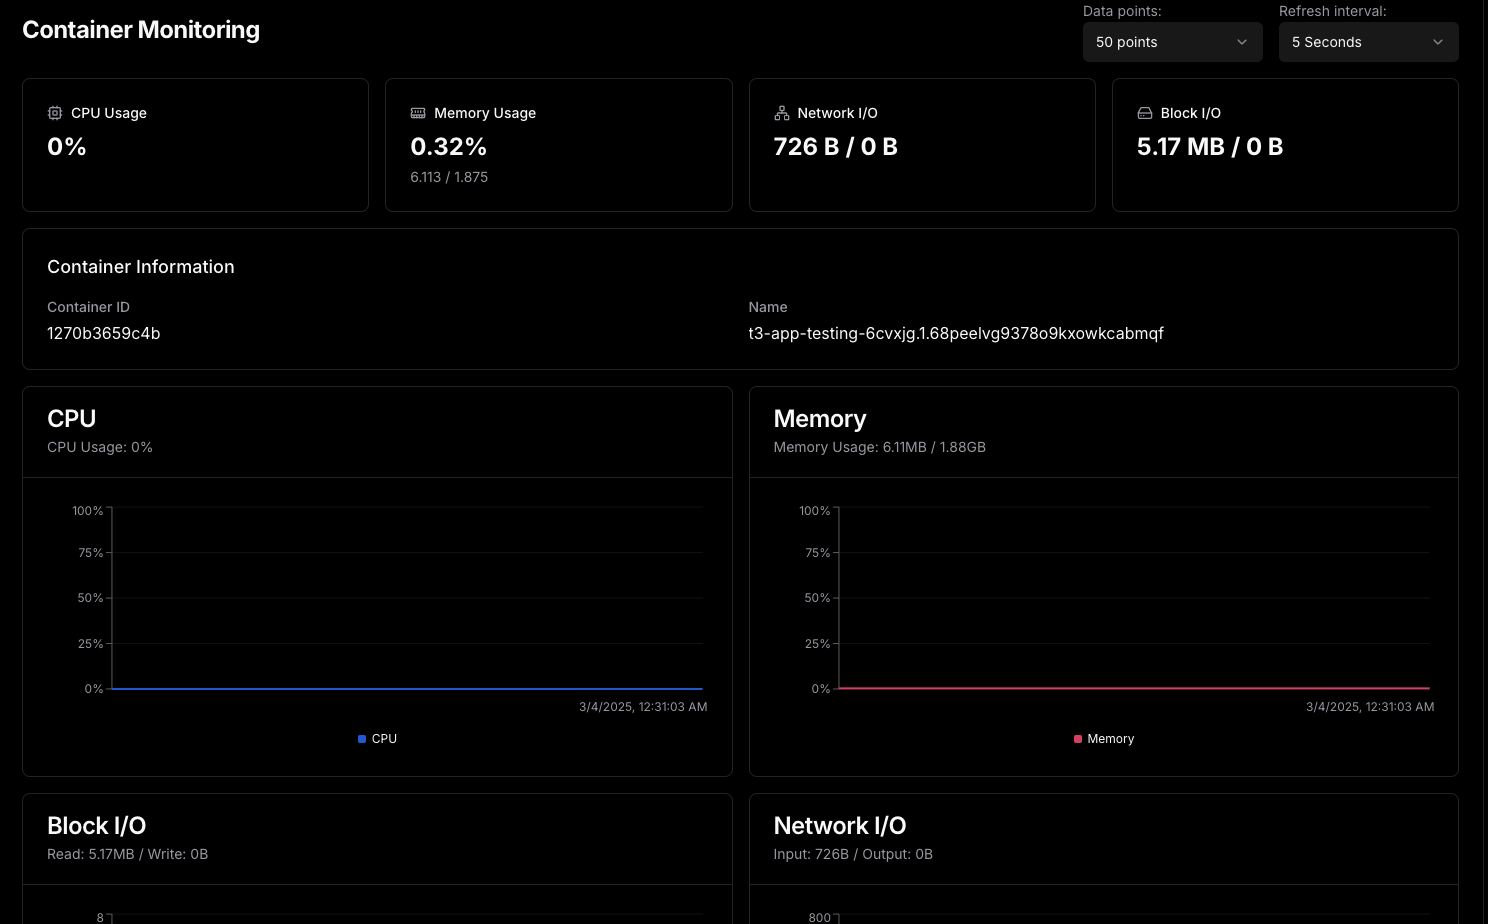 Container Monitoring
Data points:
50 points
Refresh interval:
5 Seconds
CPU Usage
0%
Memory Usage
0.32%
6.113 / 1.875
Network I/O
726 B / 0 B
Block I/O
5.17 MB / 0 B
Container Information
Container ID
1270b3659c4b
Name
t3-app-testing-6cvxjg.1.68peelvg9378o9kxowkcabmqf
CPU
CPU Usage: 0%
100%
75%
50%
25%
0%
3/4/2025, 12:31:03 AM
CPU
Memory
Memory Usage: 6.11MB / 1.88GB
100%
75%
50%
25%
0%
3/4/2025, 12:31:03 AM
Memory
Block I/O
Read: 5.17MB / Write: 0B
8
Network I/O
Input: 726B / Output: 0B
800